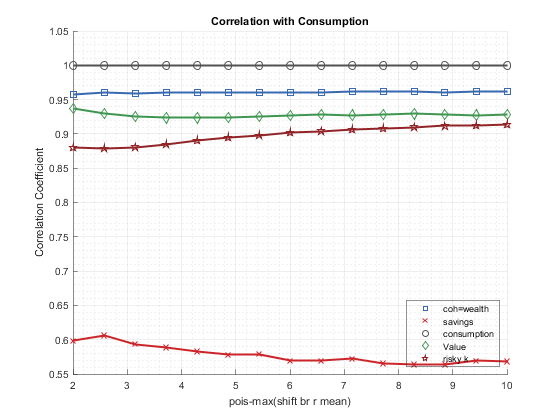 Correlation with Consumption
1.05
1
0.95
0.9
0.85
0.8
0.75
0.7
0.65
0.6
0.55
Correlation Coefficient
coh=wealth
savings
consumption
Value
risky k
2 3 4 5 6 7 8 9 10
pois-max(shift br r mean)